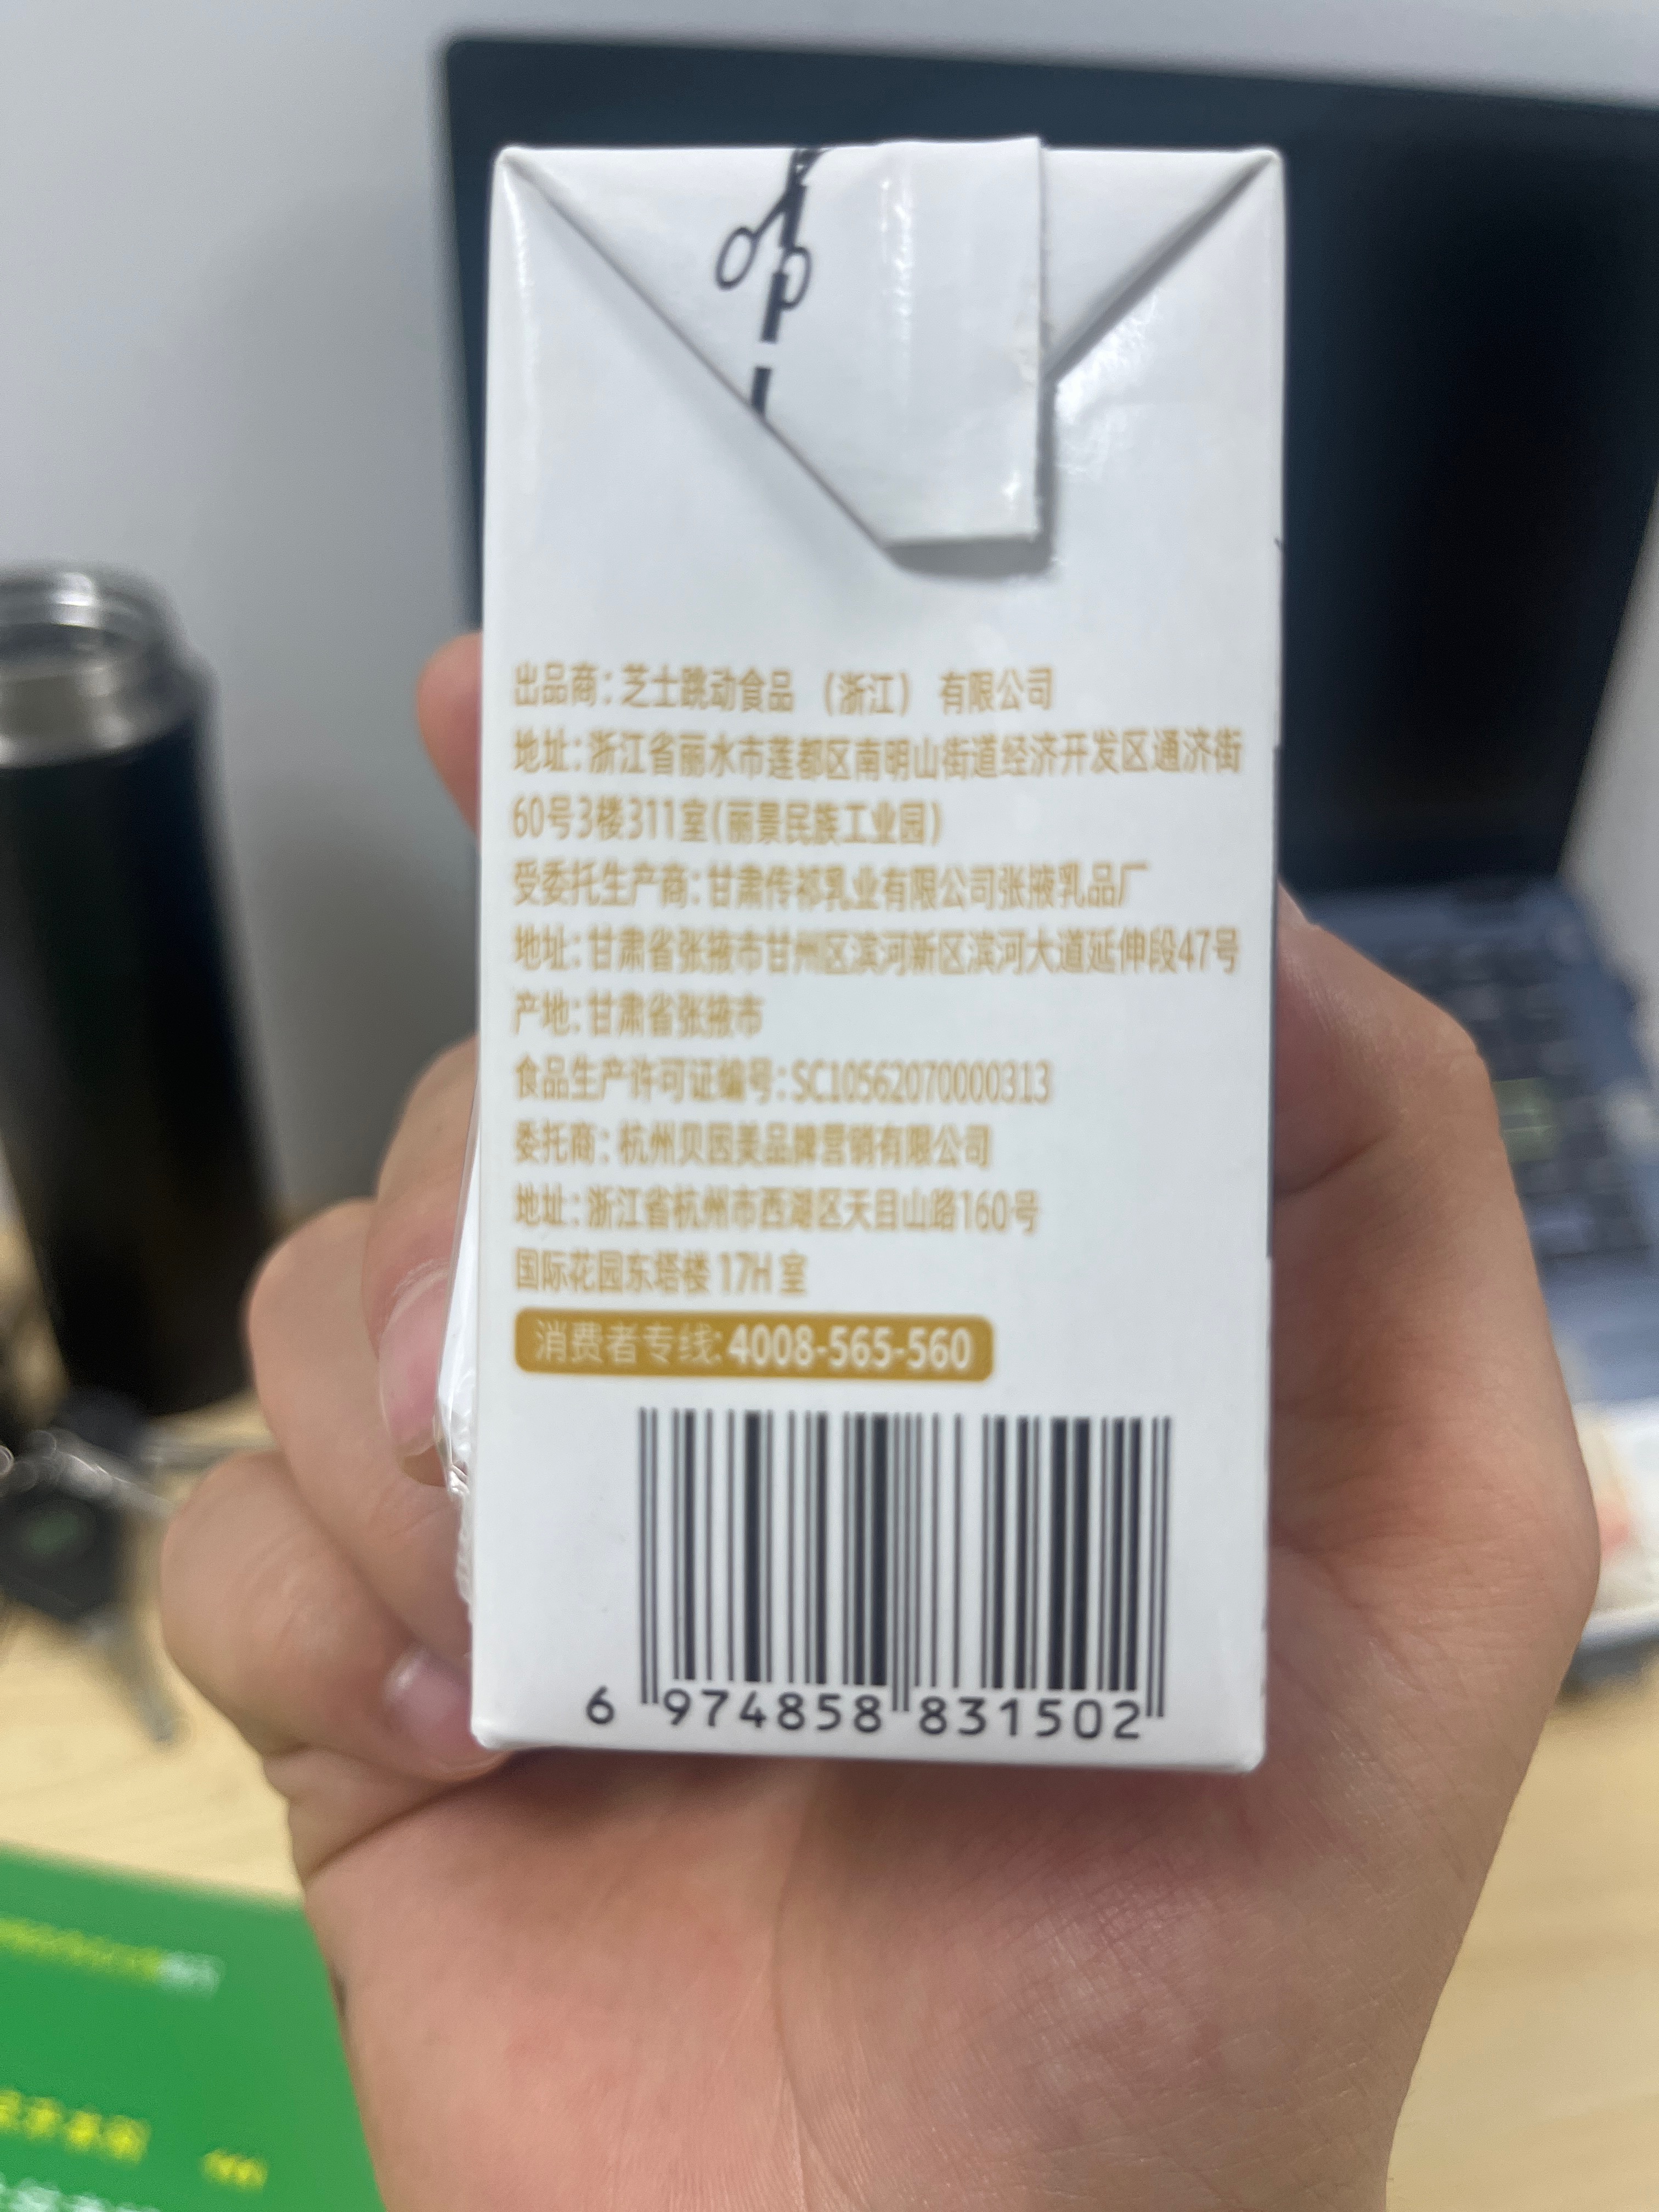 出品商：芝士跳动食品（浙江）有限公司
地址：浙江省丽水市莲都区南明山街道经济开发区通济街
60号3楼311室(丽景民族工业园)
受委托生产商：甘肃传祁乳业有限公司张掖乳品厂
地址：甘肃省张掖市甘州区滨河新区滨河大道延伸段47号
产地：甘肃省张掖市
食品生产许可证编号：SC10562070000313
委托商：杭州贝因美品牌营销有限公司
地址：浙江省杭州市西湖区天目山路160号
国际花园东塔楼 17H 室
消费者专线:4008-565-560
6 974858 831502